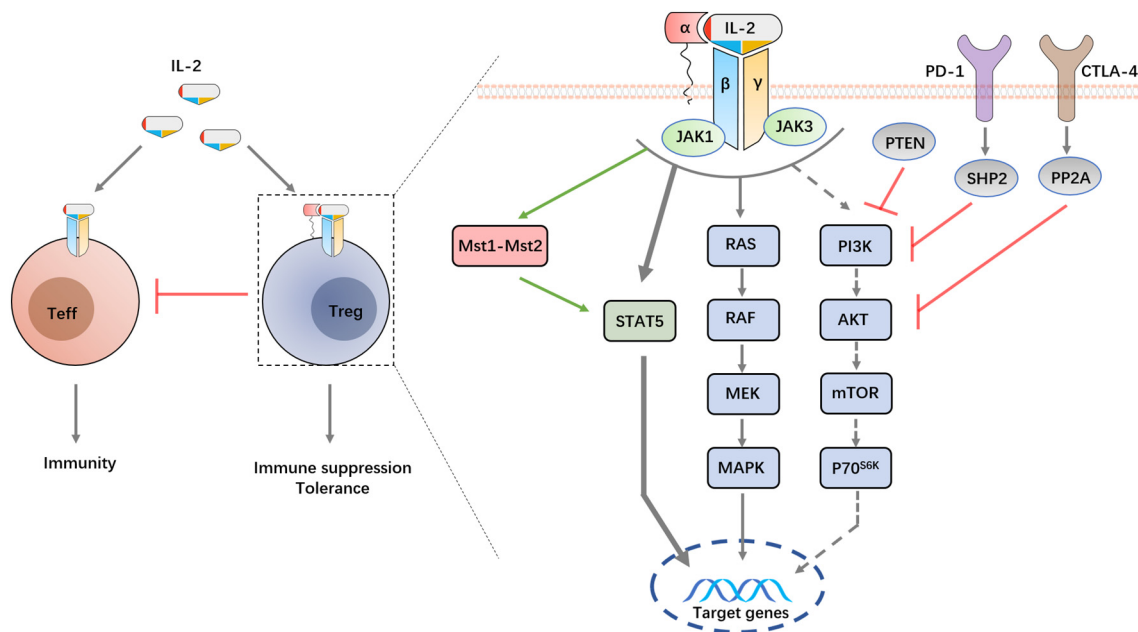 IL-2
Teff
Treg
Immunity
Immune suppression
Tolerance
α
IL-2
β
γ
PD-1
CTLA-4
JAK1
JAK3
PTEN
SHP2
PP2A
Mst1-Mst2
RAS
PI3K
STAT5
RAF
AKT
MEK
mTOR
MAPK
P70ˢ⁶ᴷ
Target genes